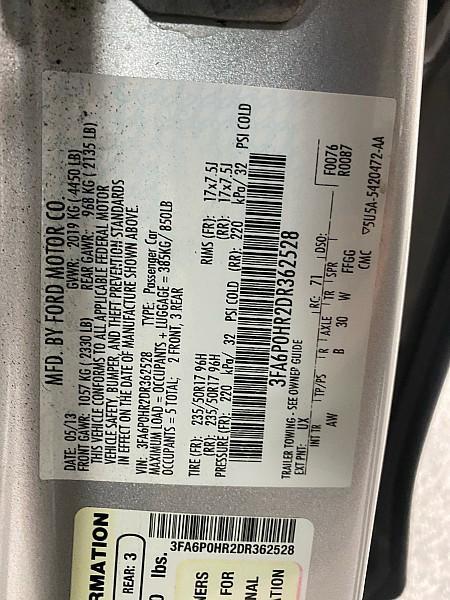 MFD. BY FORD MOTOR CO.
DATE: 05/13 GVWR: 2019 KG ( 4450 LB)
FRONT GAWR: 1057 KG (2330 LB) REAR GAWR: 968 KG ( 2135 LB)
THIS VEHICLE CONFORMS TO ALL APPLICABLE FEDERAL MOTOR
VEHICLE SAFETY, BUMPER, AND THEFT PREVENTION STANDARDS
IN EFFECT ON THE DATE OF MANUFACTURE SHOWN ABOVE.
VIN: 3FA6P0HR2DR362528 TYPE: Passenger Car
MAXIMUM LOAD = OCCUPANTS + LUGGAGE = 385KG/ 850LB
OCCUPANTS = 5 TOTAL: 2 FRONT, 3 REAR
TIRE (FR): 235/50R17 96H RIMS (FR): 17x7.5J
(RR): 235/50R17 96H (RR): 17x7.5J
PRESSURE (FR): 220 kPa/ 32 PSI COLD (RR): 220 kPa/ 32 PSI COLD
3FA6P0HR2DR362528
TRAILER TOWING - SEE OWNER GUIDE
F0076
R0087
EXT PNT: UX RC: 71 DSO:
INT TR TP/PS R AXLE TR SPR
AW B 30 W FFGG
CMC 5U5A-5420472-AA
RMATION
REAR: 3
0 lbs.
3FA6P0HR2DR362528
NERS
FOR
NAL
MATION